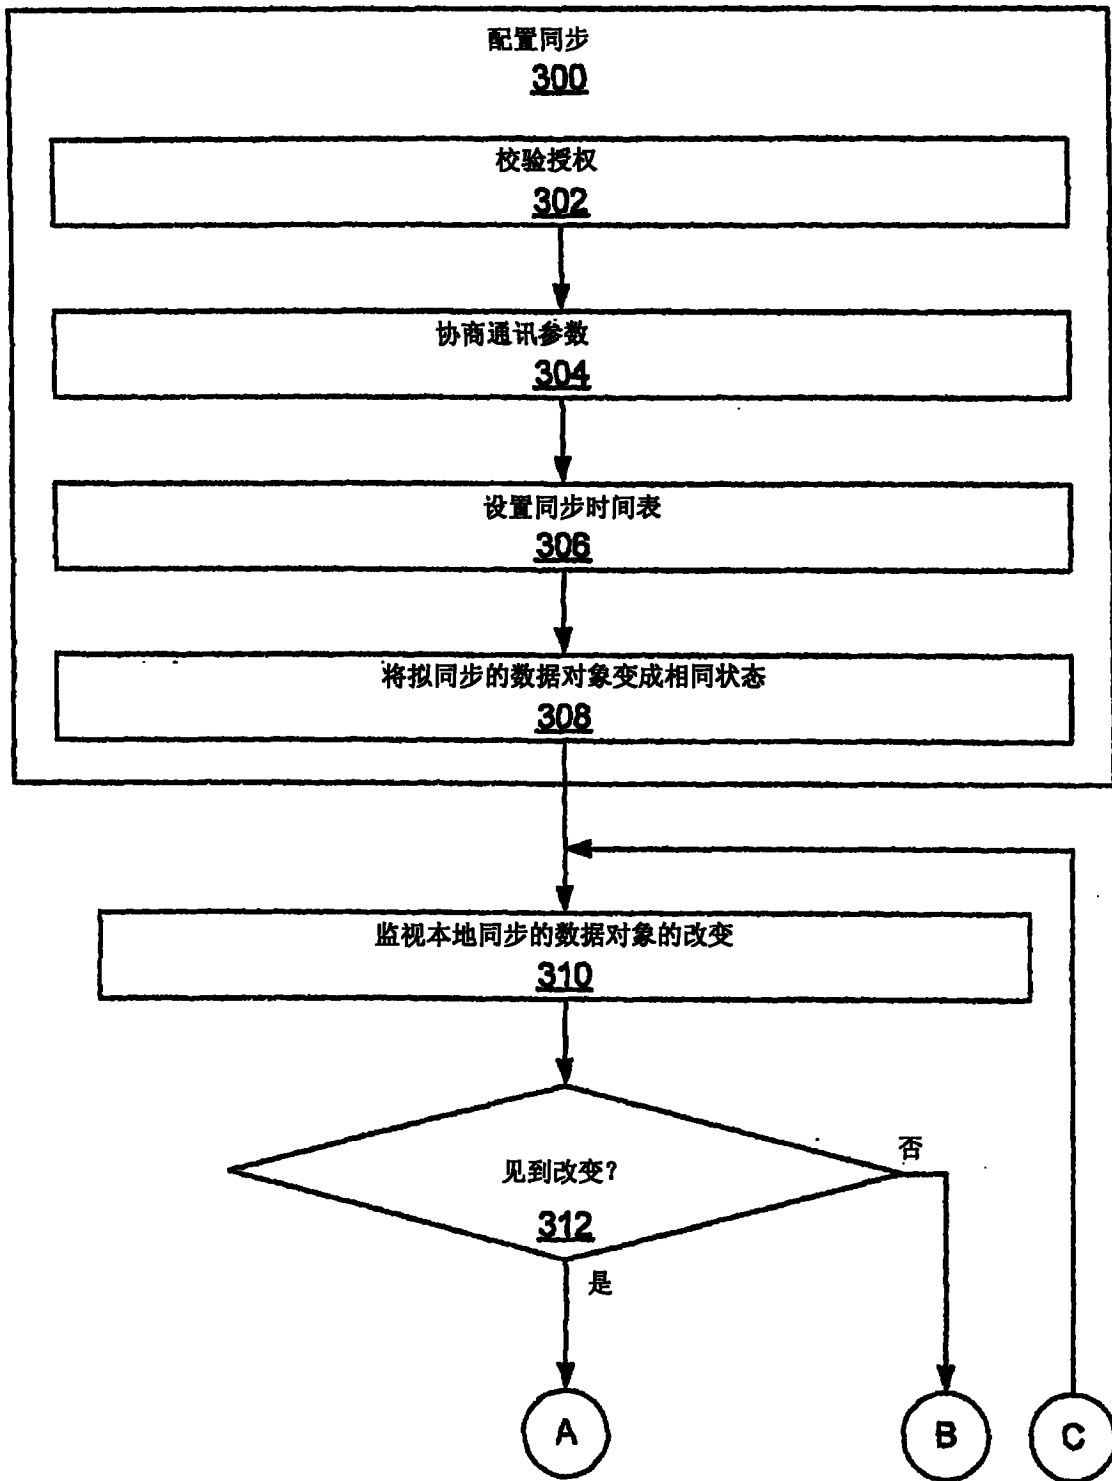 配置同步
300
校验授权
302
协商通讯参数
304
设置同步时间表
306
将拟同步的数据对象变成相同状态
308
监视本地同步的数据对象的改变
310
见到改变?
312
否
是
A
B
C